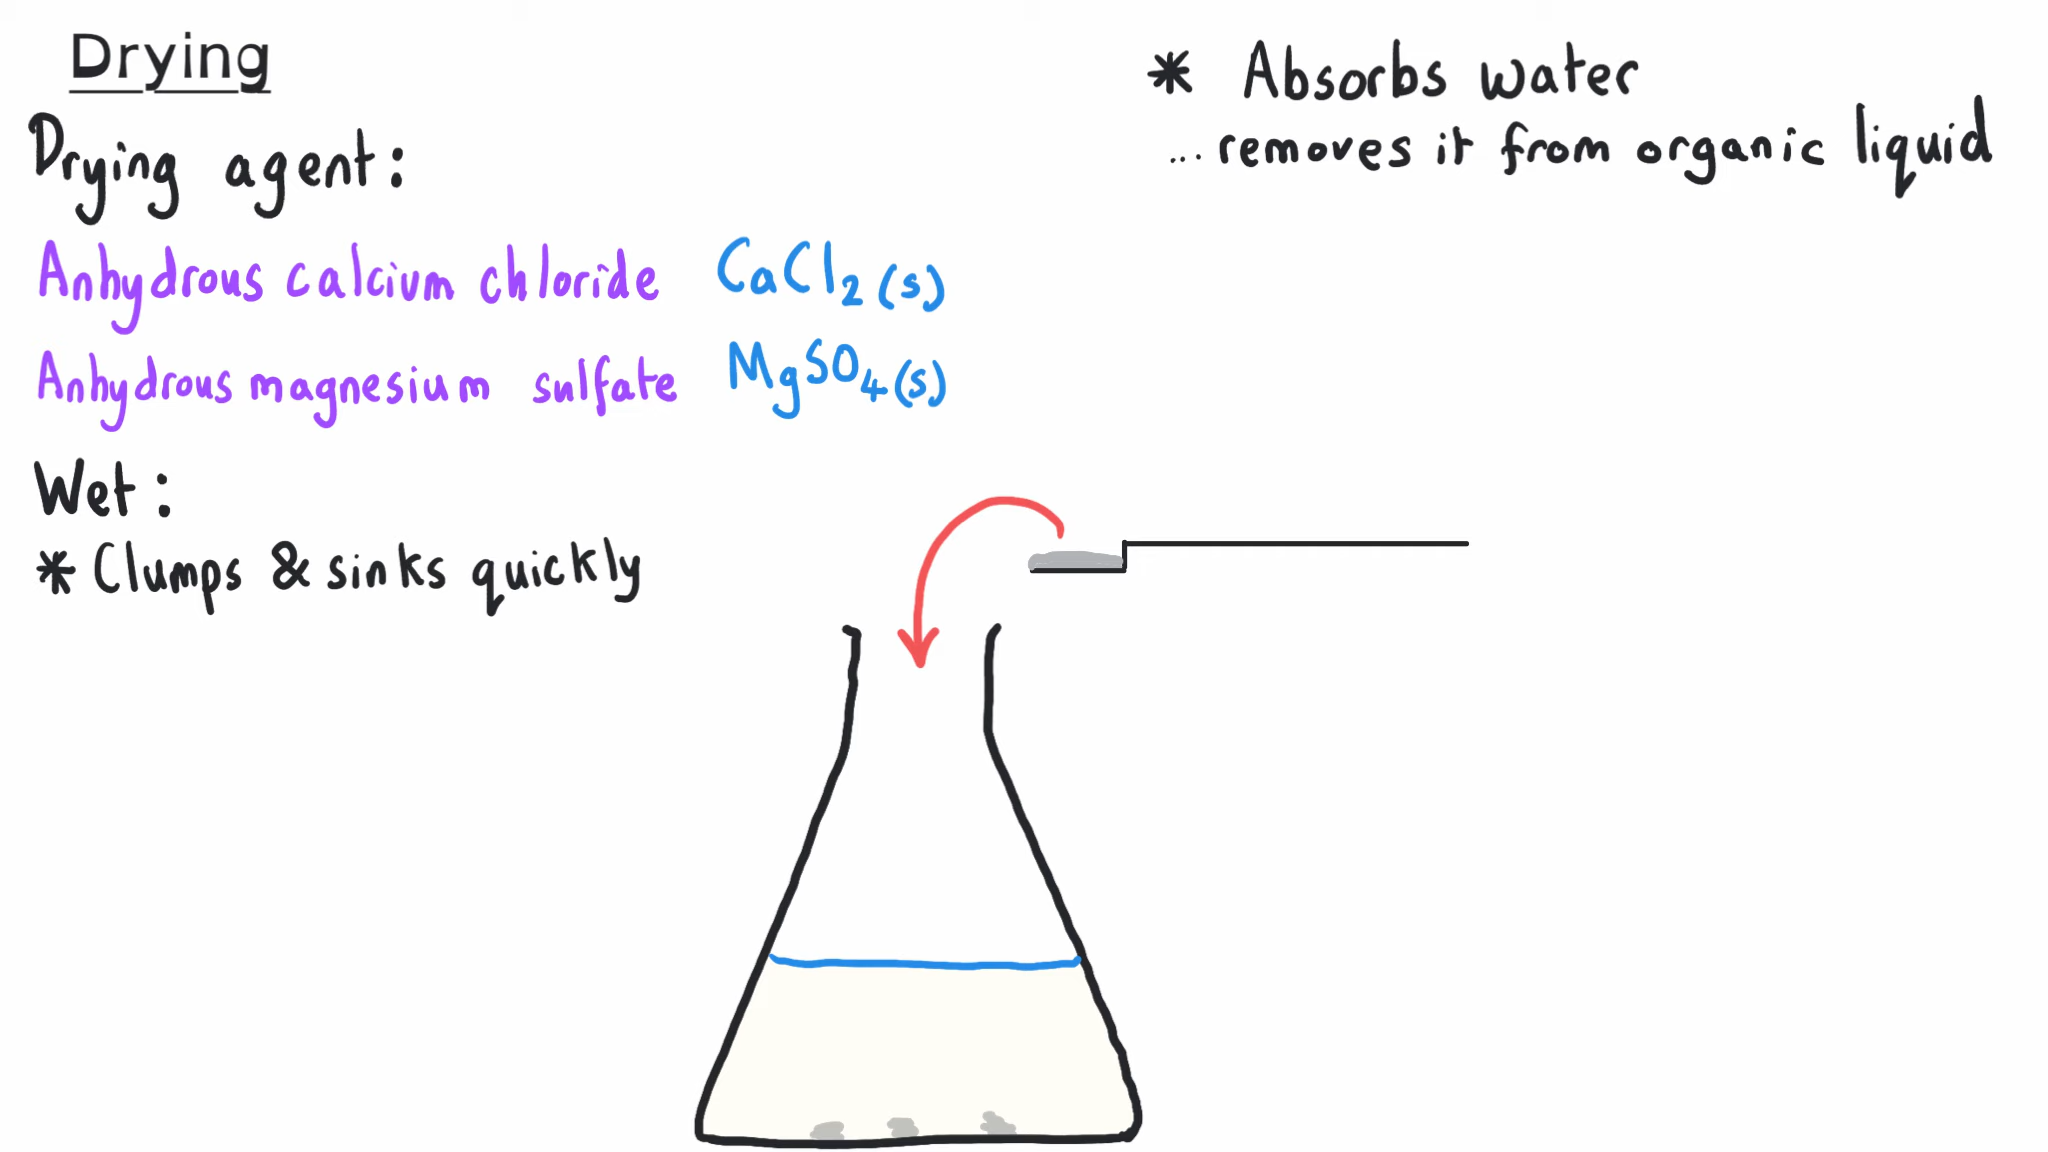 Drying
Drying agent:
Anhydrous calcium chloride CaCl₂(s)
Anhydrous magnesium sulfate MgSO₄(s)
Wet:
* Clumps & sinks quickly
* Absorbs water
... removes it from organic liquid